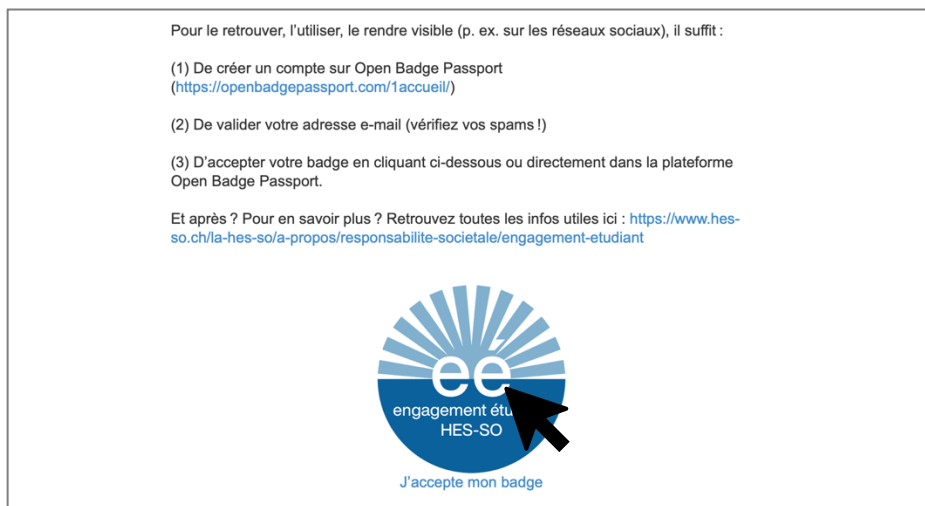 Pour le retrouver, l'utiliser, le rendre visible (p. ex. sur les réseaux sociaux), il suffit :
(1) De créer un compte sur Open Badge Passport
(https://openbadgepassport.com/1accueil/)
(2) De valider votre adresse e-mail (vérifiez vos spams !)
(3) D'accepter votre badge en cliquant ci-dessous ou directement dans la plateforme
Open Badge Passport.
Et après ? Pour en savoir plus ? Retrouvez toutes les infos utiles ici : https://www.hes-
so.ch/la-hes-so/a-propos/responsabilite-societale/engagement-etudiant
eé
engagement
HES-SO
J'accepte mon badge